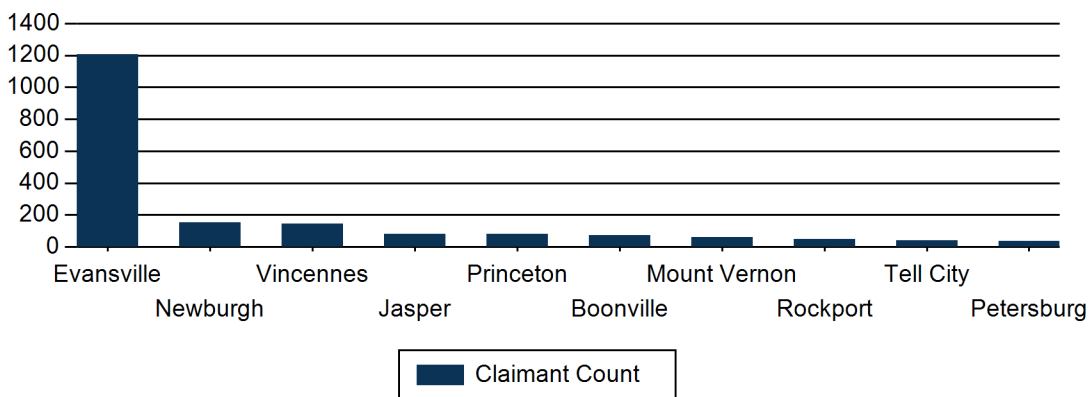 1400
1200
1000
800
600
400
200
0
Evansville Vincennes Princeton Mount Vernon Tell City
Newburgh Jasper Boonville Rockport Petersburg
Claimant Count